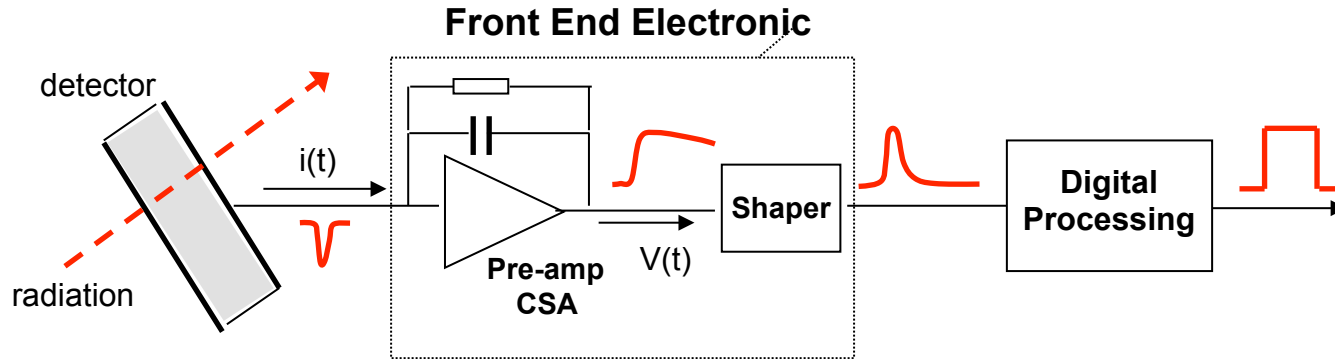 Front End Electronic
detector
i(t)
radiation
Pre-amp
CSA
V(t)
Shaper
Digital
Processing